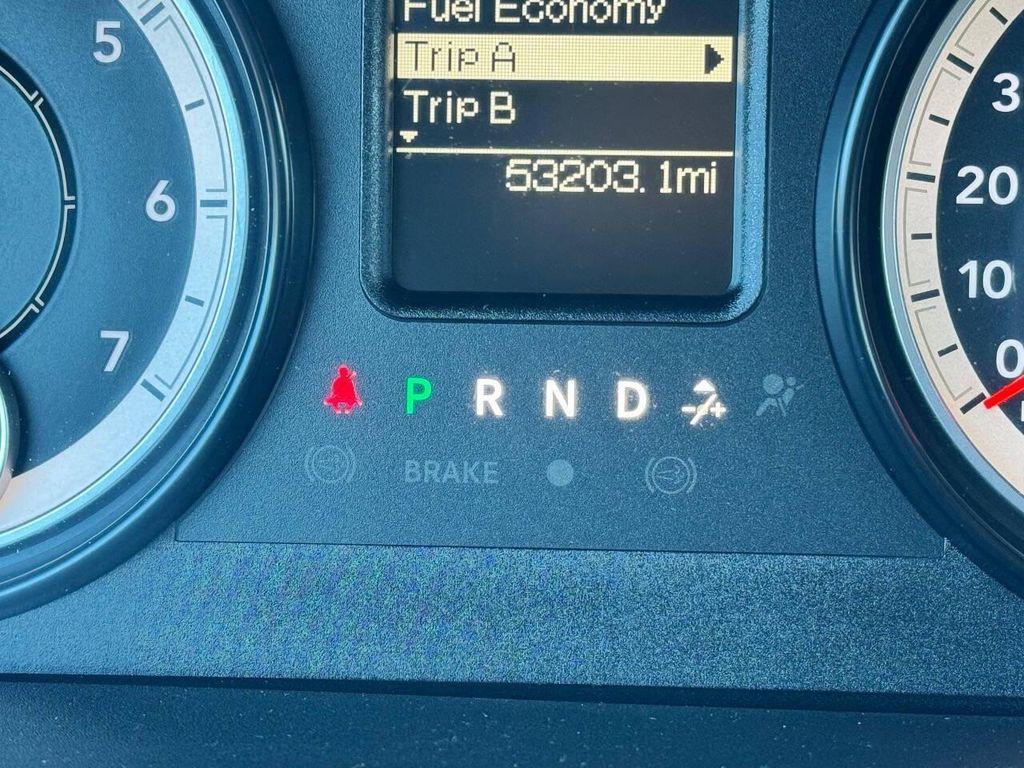 Fuel Economy
Trip A
Trip B
53203.1mi
5
6
7
3
20
10
0
P R N D -/+
BRAKE